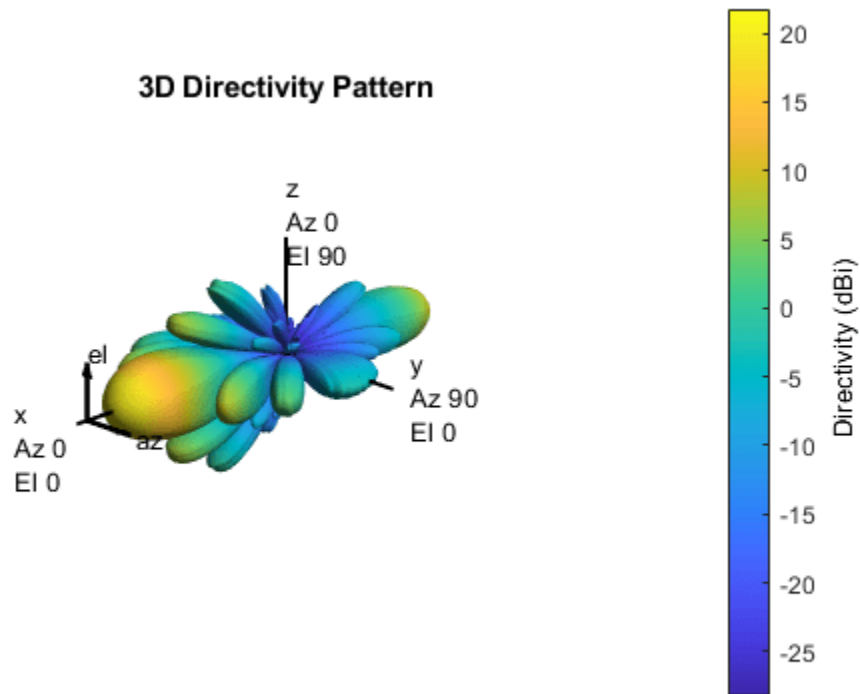 3D Directivity Pattern
z
Az 0
El 90
el
x
Az 0
El 0
az
y
Az 90
El 0
20
15
10
5
0
-5
-10
-15
-20
-25
Directivity (dBi)